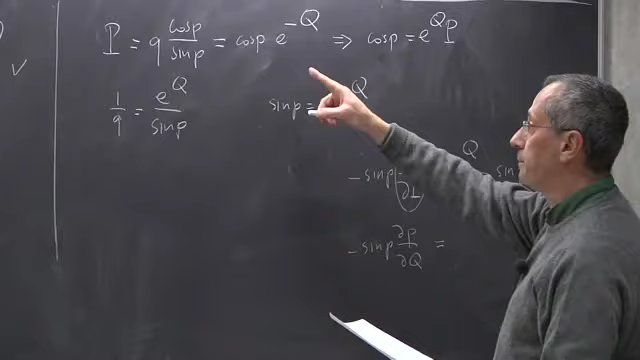 P = q cosp/sinp = cosp e^-Q ⇒ cosp = e^Q P
1/q = e^Q/sinp
sinp = Q
-sinp ∂ Q sin
-sinp ∂p/∂Q =